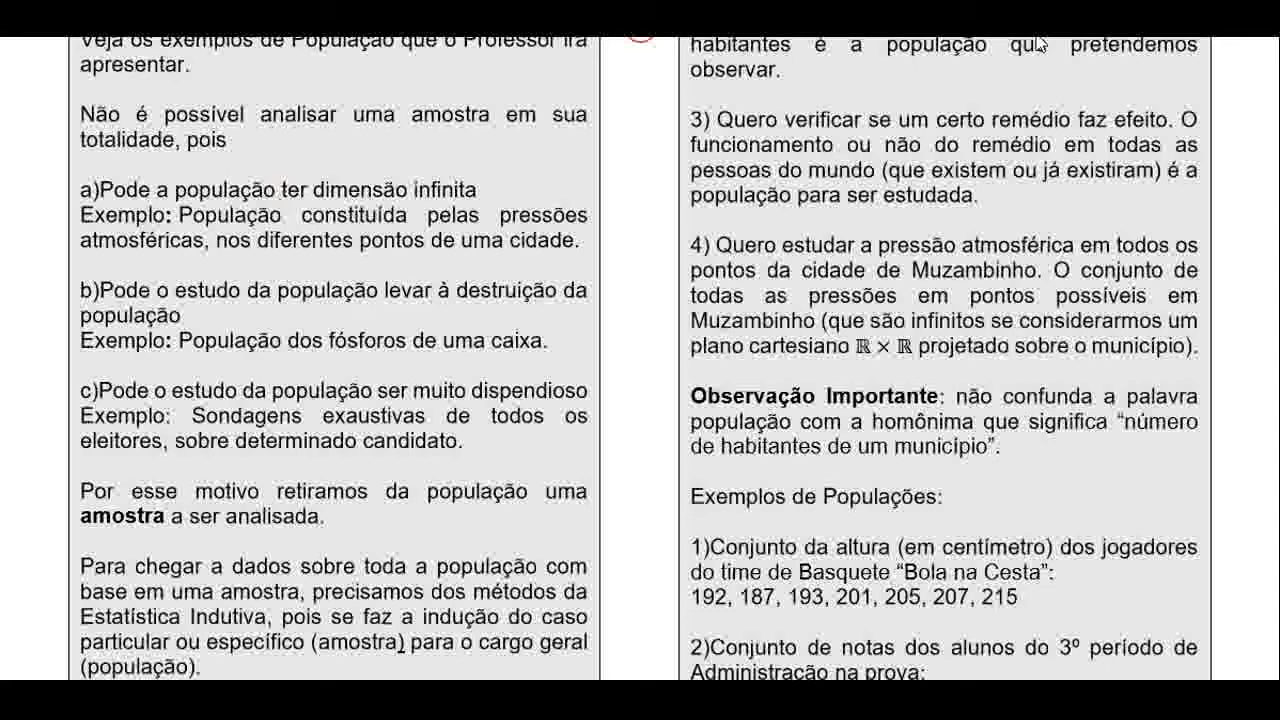 Veja os exemplos de População que o Professor irá
apresentar.
Não é possível analisar uma amostra em sua
totalidade, pois
a)Pode a população ter dimensão infinita
Exemplo: População constituída pelas pressões
atmosféricas, nos diferentes pontos de uma cidade.
b)Pode o estudo da população levar à destruição da
população
Exemplo: População dos fósforos de uma caixa.
c)Pode o estudo da população ser muito dispendioso
Exemplo: Sondagens exaustivas de todos os
eleitores, sobre determinado candidato.
Por esse motivo retiramos da população uma
amostra a ser analisada.
Para chegar a dados sobre toda a população com
base em uma amostra, precisamos dos métodos da
Estatística Indutiva, pois se faz a indução do caso
particular ou específico (amostra) para o cargo geral
(população).
habitantes é a população que pretendemos
observar.
3) Quero verificar se um certo remédio faz efeito. O
funcionamento ou não do remédio em todas as
pessoas do mundo (que existem ou já existiram) é a
população para ser estudada.
4) Quero estudar a pressão atmosférica em todos os
pontos da cidade de Muzambinho. O conjunto de
todas as pressões em pontos possíveis em
Muzambinho (que são infinitos se considerarmos um
plano cartesiano ℝ × ℝ projetado sobre o município).
Observação Importante: não confunda a palavra
população com a homônima que significa “número
de habitantes de um município”.
Exemplos de Populações:
1)Conjunto da altura (em centímetro) dos jogadores
do time de Basquete “Bola na Cesta”:
192, 187, 193, 201, 205, 207, 215
2)Conjunto de notas dos alunos do 3º período de
Administração na prova: